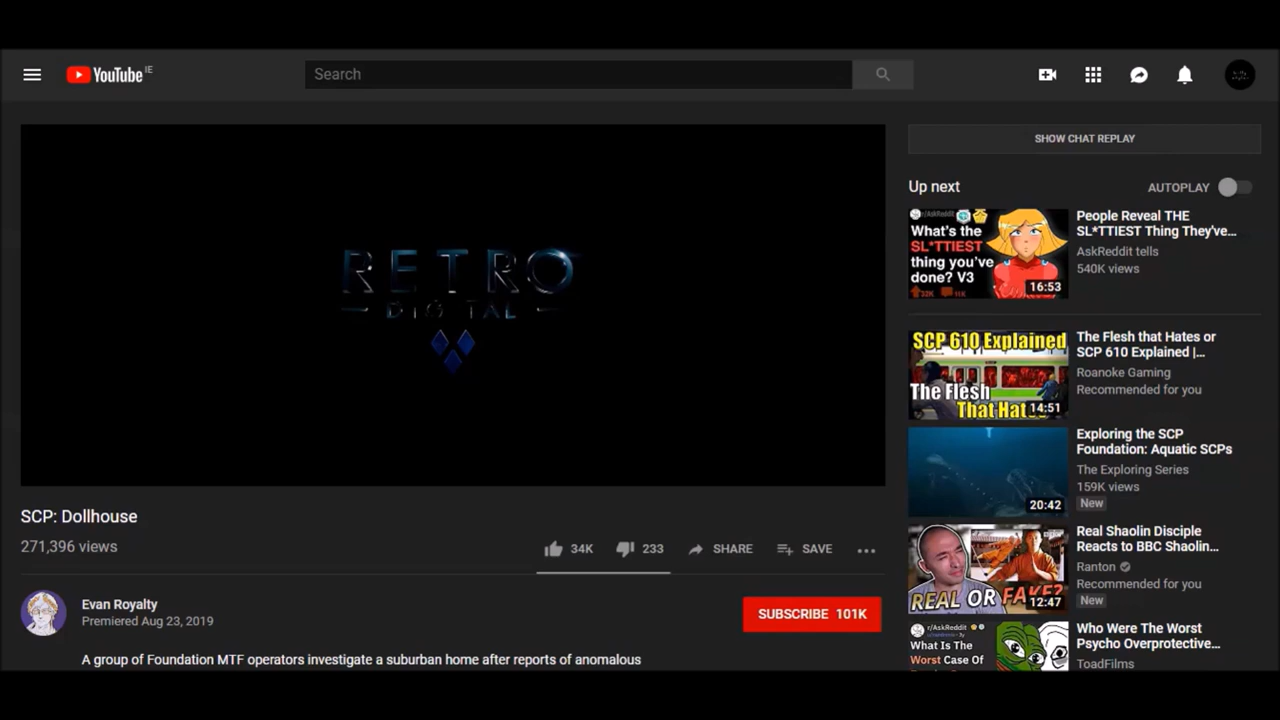 YouTube IE
Search
SHOW CHAT REPLAY
RETRO
DIGITAL
SCP: Dollhouse
271,396 views
34K 233 SHARE SAVE
Evan Royalty
Premiered Aug 23, 2019
SUBSCRIBE 101K
A group of Foundation MTF operators investigate a suburban home after reports of anomalous
Up next
AUTOPLAY
r/AskReddit
What's the
SL*TTIEST
thing you've
done? V3
16:53
People Reveal THE
SL*TTIEST Thing They've...
AskReddit tells
540K views
SCP 610 Explained
The Flesh
That Hat
14:51
The Flesh that Hates or
SCP 610 Explained |...
Roanoke Gaming
Recommended for you
20:42
Exploring the SCP
Foundation: Aquatic SCPs
The Exploring Series
159K views
New
REAL OR FAKE?
12:47
Real Shaolin Disciple
Reacts to BBC Shaolin...
Ranton
Recommended for you
New
r/AskReddit
What Is The
Worst Case Of
Who Were The Worst
Psycho Overprotective...
ToadFilms